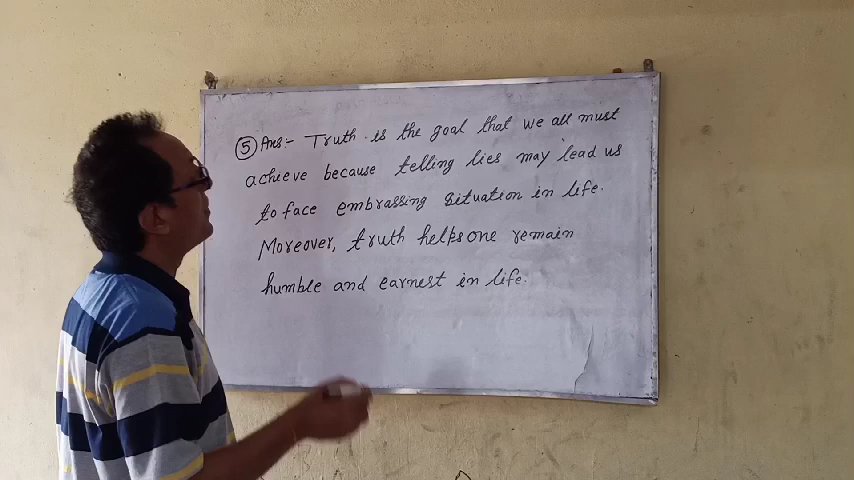 ⑤ Ans:- Truth is the goal that we all must
achieve because telling lies may lead us
to face embrassing situation in life.
Moreover, truth helps one remain
humble and earnest in life.